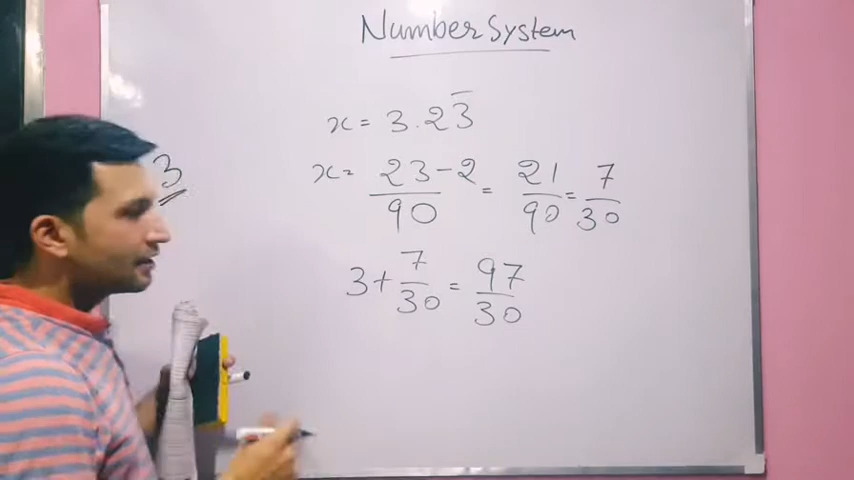 Number System
x = 3.23̅
3
x = 23-2/90 = 21/90 = 7/30
3 + 7/30 = 97/30